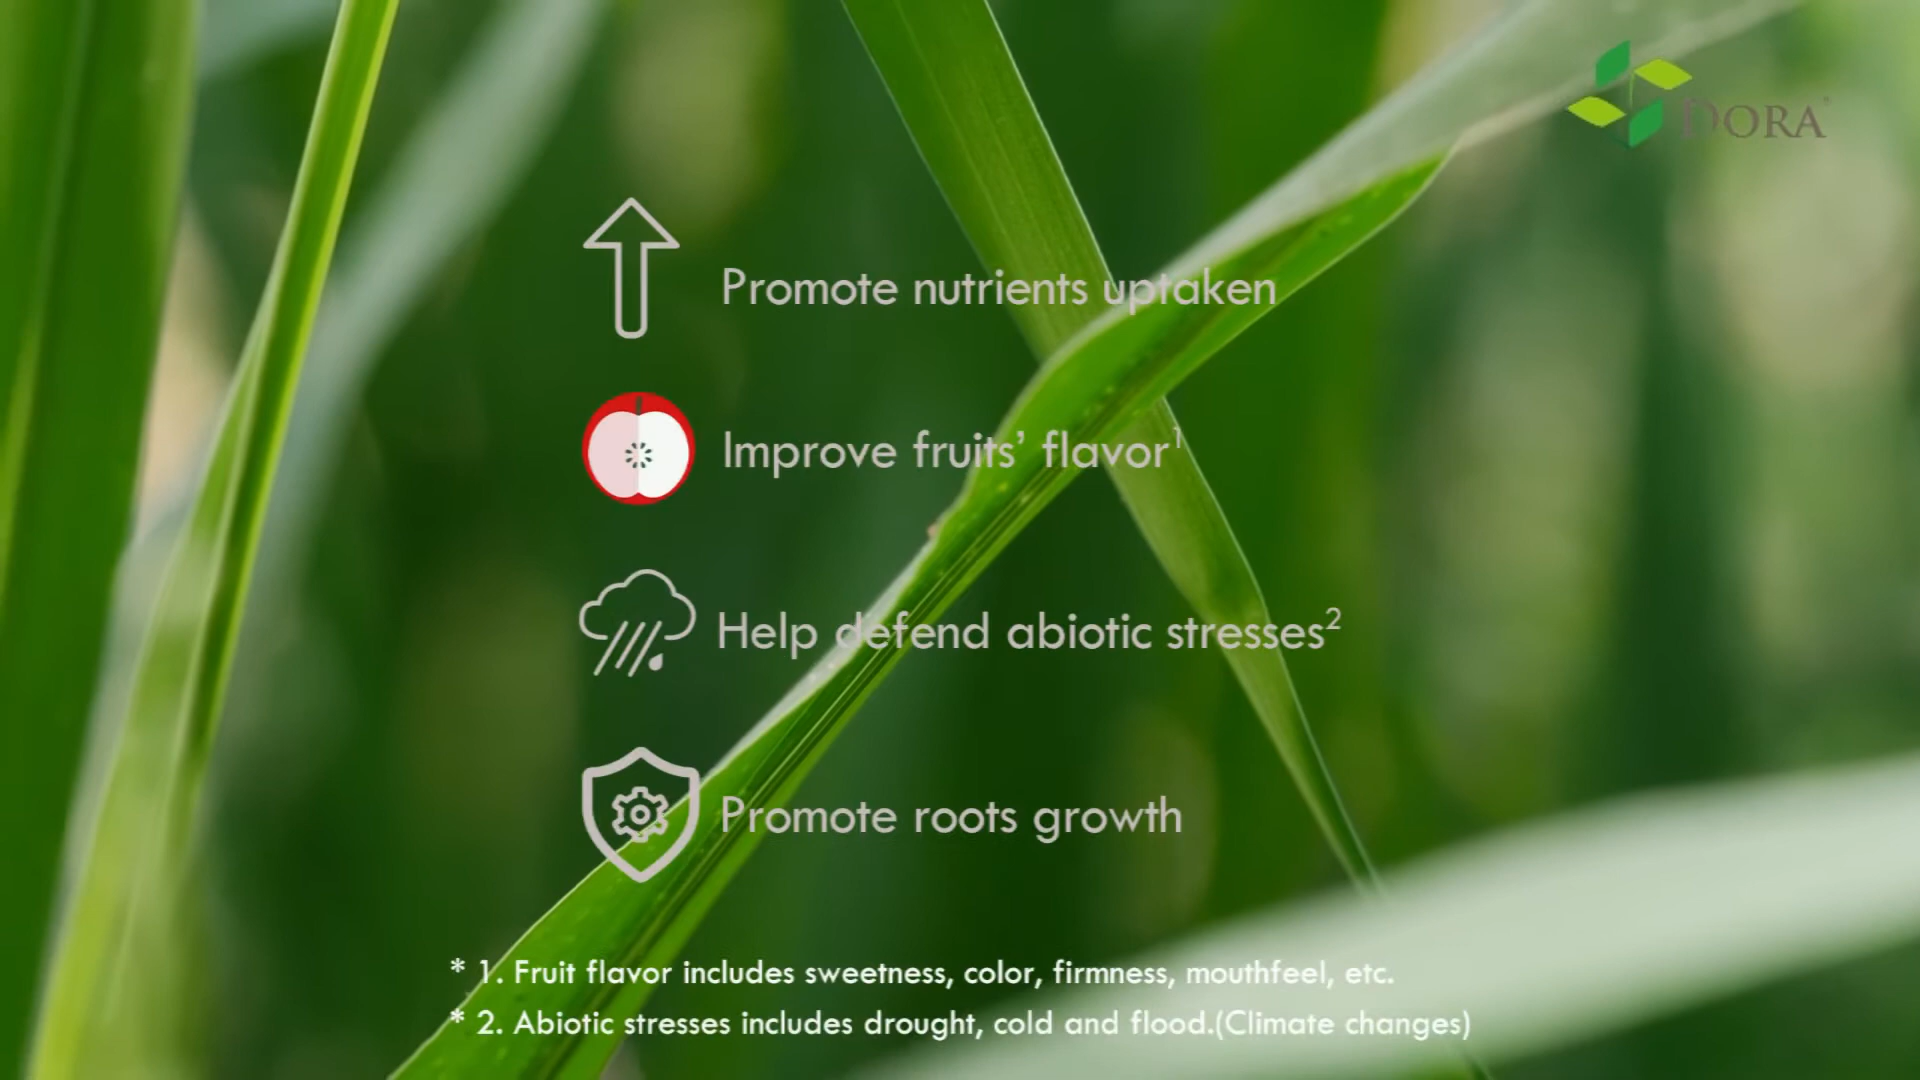 DORA
Promote nutrients uptaken
Improve fruits’ flavor¹
Help defend abiotic stresses²
Promote roots growth
* 1. Fruit flavor includes sweetness, color, firmness, mouthfeel, etc.
* 2. Abiotic stresses includes drought, cold and flood.(Climate changes)